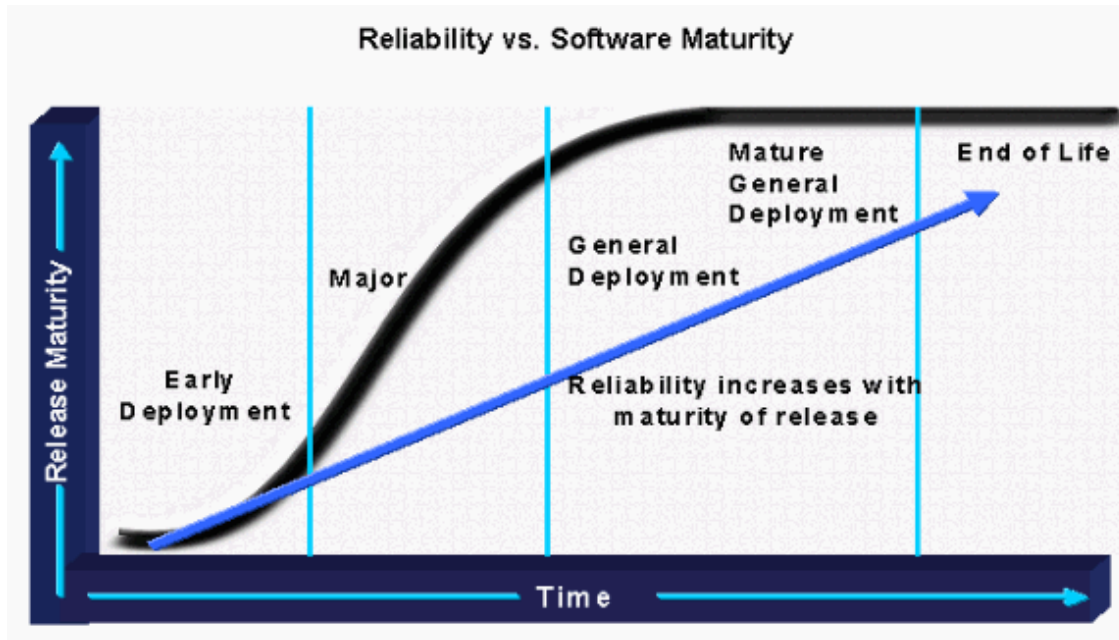 Reliability vs. Software Maturity
Release Maturity
Early
Deployment
Major
General
Deployment
Mature
General
Deployment
End of Life
Reliability increases with
maturity of release
Time